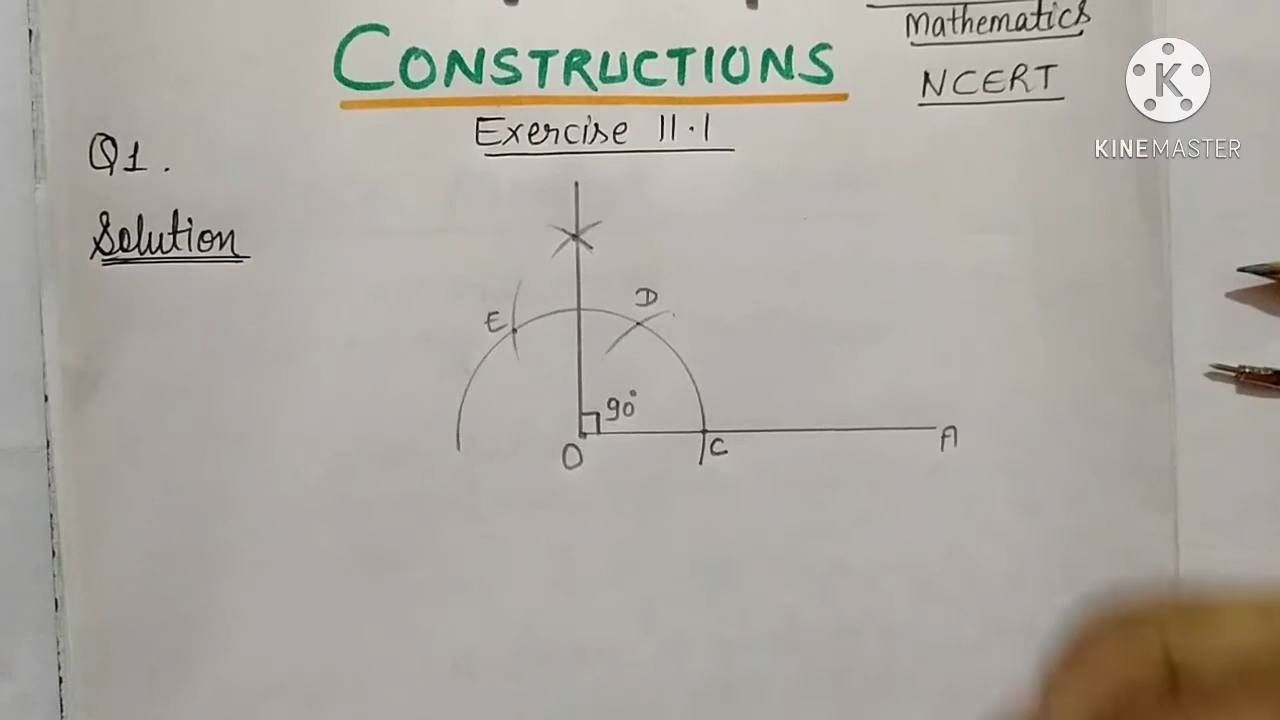 Mathematics
CONSTRUCTIONS
NCERT
K
KINEMASTER
Exercise 11.1
Q1.
Solution
D
E
90°
O
C
A